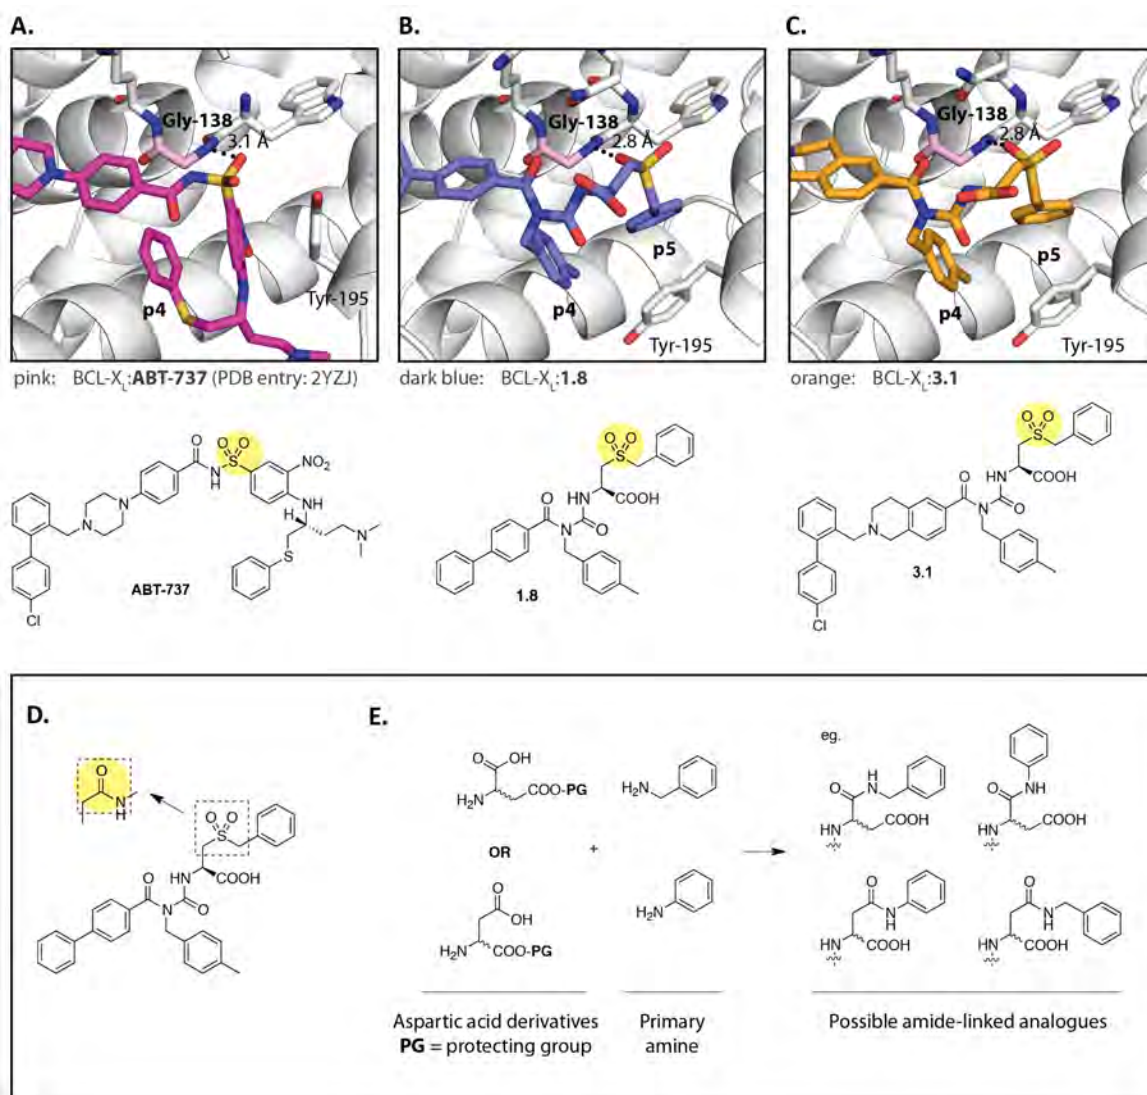 A.
B.
C.
Gly-138
3.1 Å
p4
Tyr-195
Gly-138
2.8 Å
p5
p4
Tyr-195
Gly-138
2.8 Å
p5
p4
Tyr-195
pink: BCL-XL:ABT-737 (PDB entry: 2YZJ)
dark blue: BCL-XL:1.8
orange: BCL-XL:3.1
O
O O
S
N
H
NO2
N
N
NH
H
S
N
Cl
ABT-737
O O
S
HN
COOH
O
N
O
1.8
O O
S
HN
COOH
O
N
O
N
Cl
3.1
D.
O
N
H
O O
S
HN
COOH
O
N
O
E.
O OH
H2N
COO-PG
OR
O
OH
H2N
COO-PG
+
H2N
H2N
eg.
O
H
N
HN
COOH
O
NH
HN
COOH
O
N
H
HN
COOH
O
N
H
HN
COOH
Aspartic acid derivatives
PG = protecting group
Primary
amine
Possible amide-linked analogues